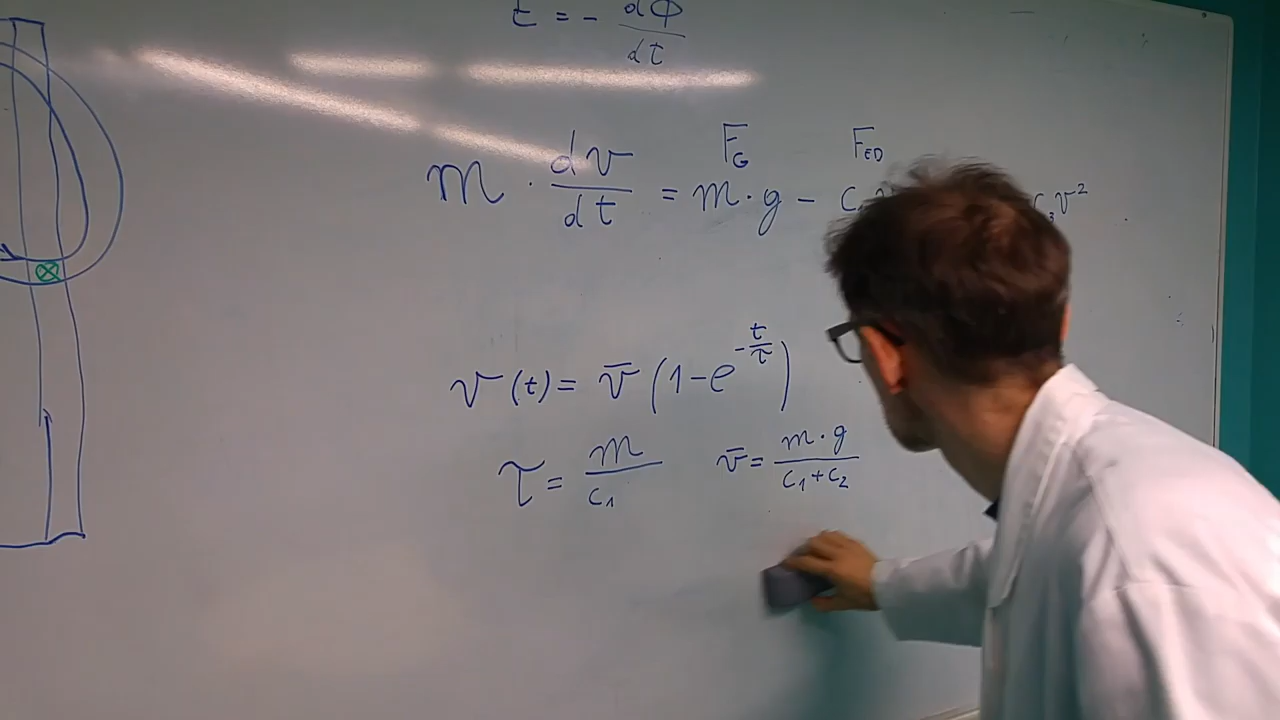 ε = - dΦ/dt
F_G F_ED
m · dv/dt = m · g - c₁v c₃v²
v(t) = v̄ (1 - e^(-t/τ))
τ = m/c₁ v̄ = m · g/(c₁ + c₂)